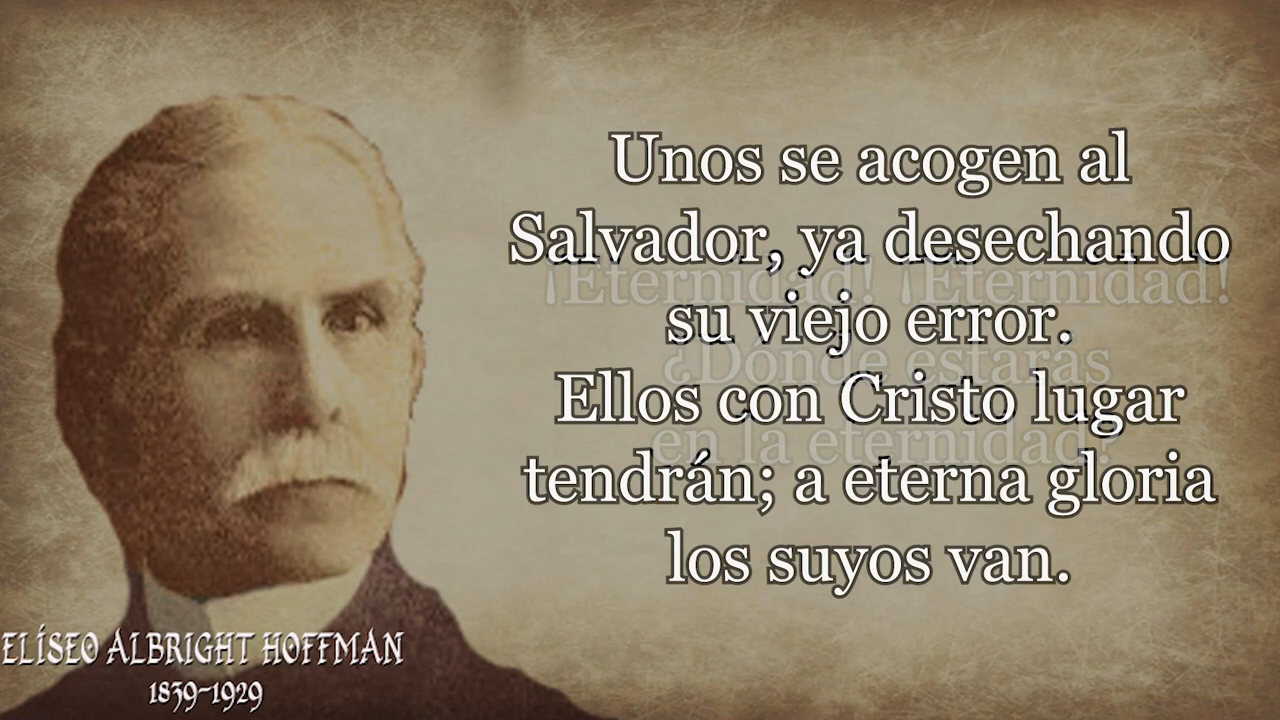 Unos se acogen al
Salvador, ya desechando
¡Eternidad! ¡Eternidad!
su viejo error.
¿Dónde estarás
Ellos con Cristo lugar
en la eternidad?
tendrán; a eterna gloria
los suyos van.
ELÍSEO ALBRIGHT HOFFMAN
1839-1929